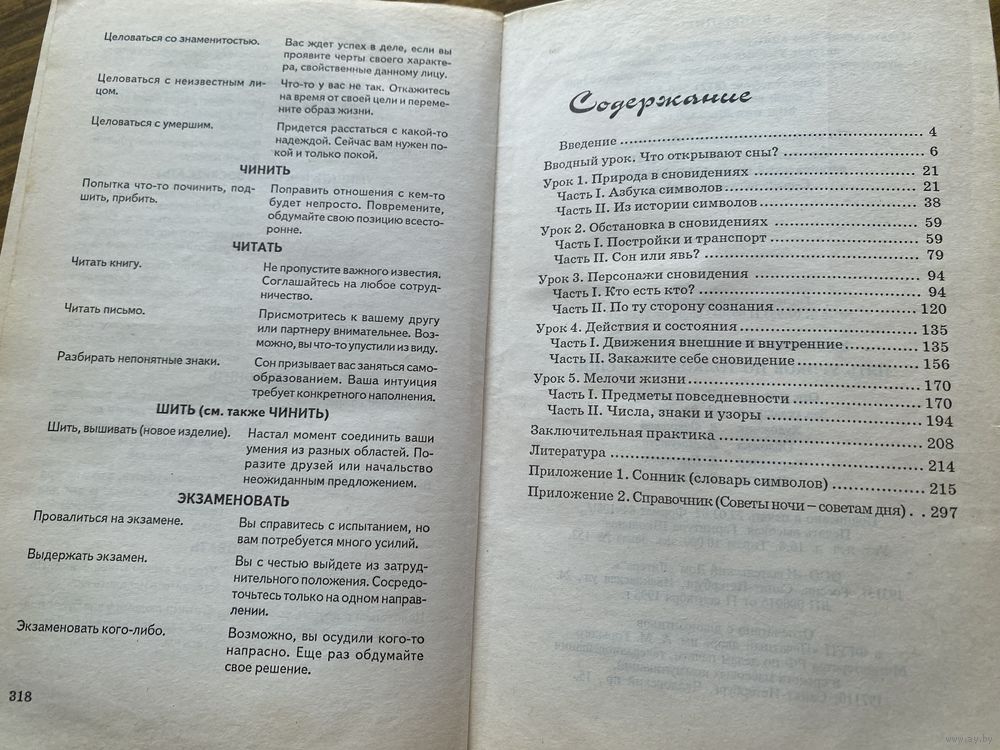 Целоваться со знаменитостью.
Вас ждет успех в деле, если вы
проявите черты своего характе-
ра, свойственные данному лицу.
Целоваться с неизвестным ли-
цом.
Что-то у вас не так. Откажитесь
на время от своей цели и переме-
ните образ жизни.
Целоваться с умершим.
Придется расстаться с какой-то
надеждой. Сейчас вам нужен по-
кой и только покой.
ЧИНИТЬ
Попытка что-то починить, под-
шить, прибить.
Поправить отношения с кем-то
будет непросто. Повремените,
обдумайте свою позицию всесто-
ронне.
ЧИТАТЬ
Читать книгу.
Не пропустите важного известия.
Соглашайтесь на любое сотруд-
ничество.
Читать письмо.
Присмотритесь к вашему другу
или партнеру внимательнее. Воз-
можно, вы что-то упустили из виду.
Разбирать непонятные знаки.
Сон призывает вас заняться само-
образованием. Ваша интуиция
требует конкретного наполнения.
ШИТЬ (см. также ЧИНИТЬ)
Шить, вышивать (новое изделие).
Настал момент соединить ваши
умения из разных областей. По-
разите друзей или начальство
неожиданным предложением.
ЭКЗАМЕНОВАТЬ
Провалиться на экзамене.
Вы справитесь с испытанием, но
вам потребуется много усилий.
Выдержать экзамен.
Вы с честью выйдете из затруд-
нительного положения. Сосредо-
точьтесь только на одном направ-
лении.
Экзаменовать кого-либо.
Возможно, вы осудили кого-то
напрасно. Еще раз обдумайте
свое решение.
318
Содержание
Введение ........ 4
Вводный урок. Что открывают сны? ........ 6
Урок 1. Природа в сновидениях ........ 21
Часть I. Азбука символов ........ 21
Часть II. Из истории символов ........ 38
Урок 2. Обстановка в сновидениях ........ 59
Часть I. Постройки и транспорт ........ 59
Часть II. Сон или явь? ........ 79
Урок 3. Персонажи сновидения ........ 94
Часть I. Кто есть кто? ........ 94
Часть II. По ту сторону сознания ........ 120
Урок 4. Действия и состояния ........ 135
Часть I. Движения внешние и внутренние ........ 135
Часть II. Закажите себе сновидение ........ 156
Урок 5. Мелочи жизни ........ 170
Часть I. Предметы повседневности ........ 170
Часть II. Числа, знаки и узоры ........ 194
Заключительная практика ........ 208
Литература ........ 214
Приложение 1. Сонник (словарь символов) ........ 215
Приложение 2. Справочник (Советы ночи – советам дня) . . 297
www.ay.by